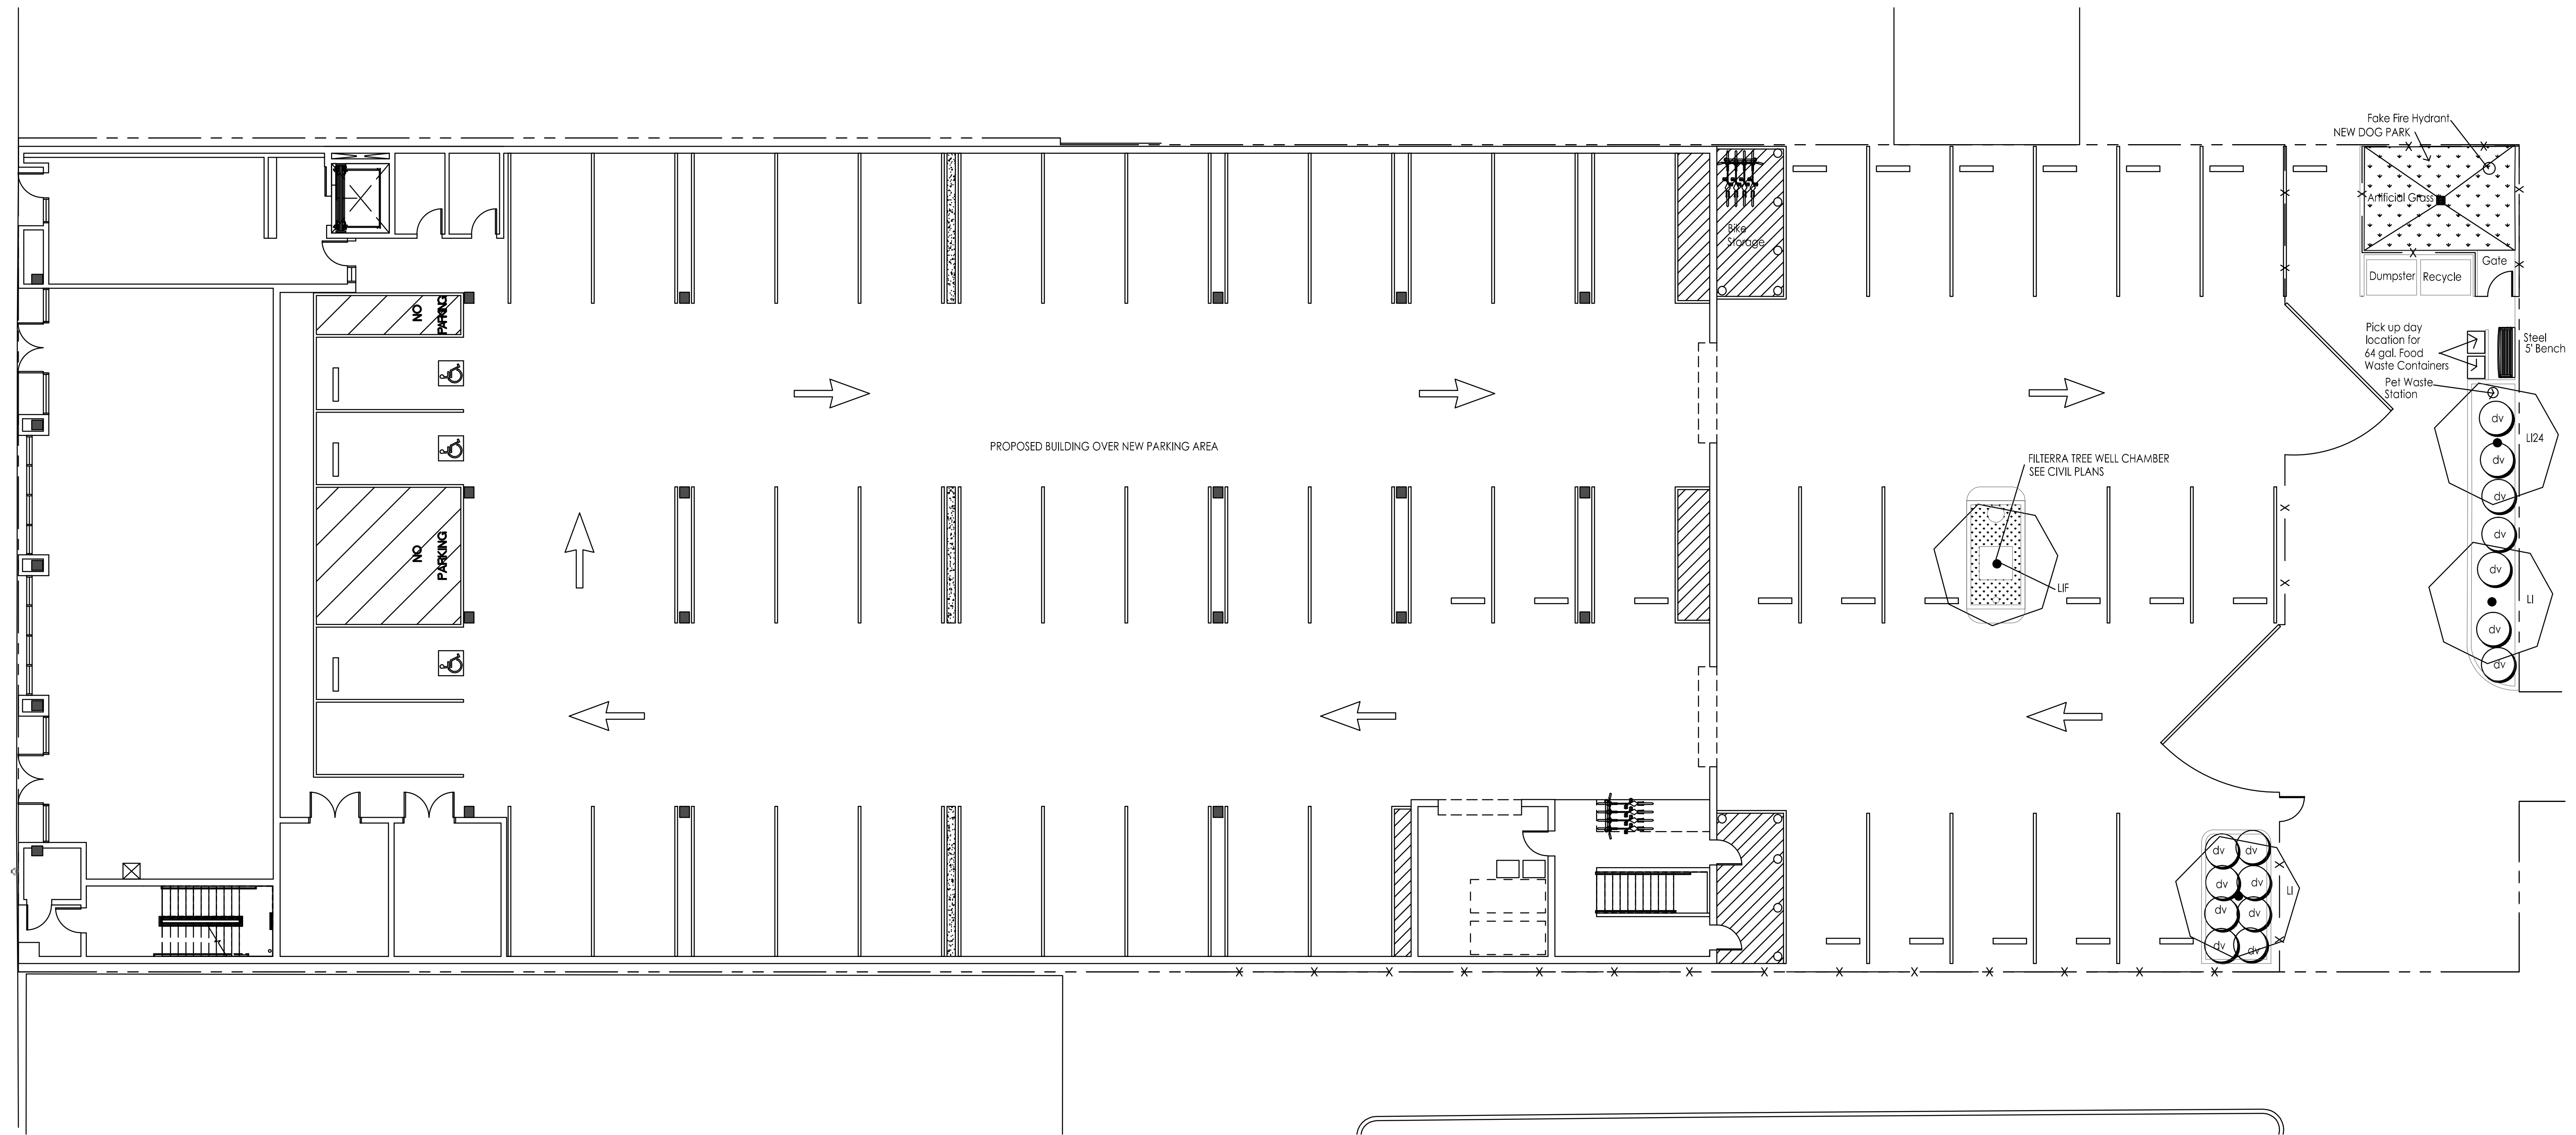 Fake Fire Hydrant
NEW DOG PARK
Artificial Grass
Bike
Storage
Gate
Dumpster
Recycle
NO
PARKING
Pick up day
location for
64 gal. Food
Waste Containers
Steel
5' Bench
Pet Waste
Station
dv
LI24
dv
dv
dv
dv
LI
dv
dv
PROPOSED BUILDING OVER NEW PARKING AREA
FILTERRA TREE WELL CHAMBER
SEE CIVIL PLANS
LIF
NO
PARKING
dv
dv
dv
dv
LI
dv
dv
dv
dv